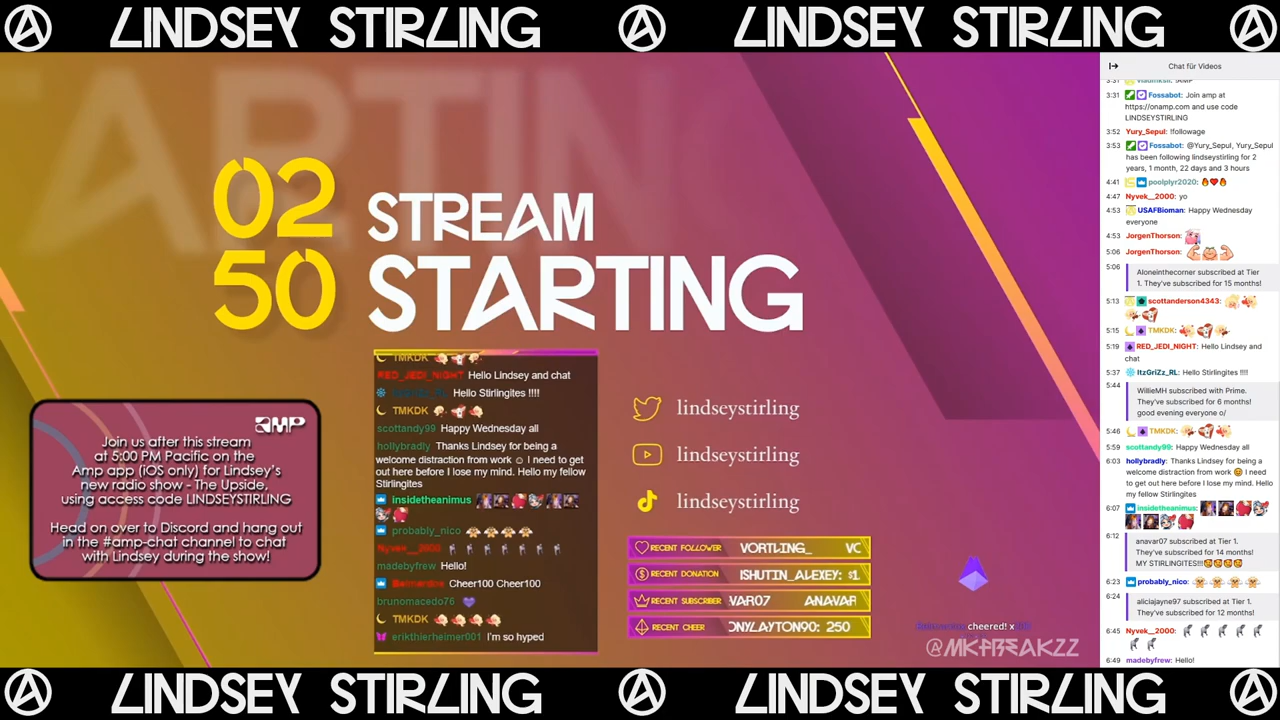 LINDSEY STIRLING
LINDSEY STIRLING
STARTING
02
50
STREAM
STARTING
TMKDK
RED_JEDI_NIGHT Hello Lindsey and chat
Hello Stirlingites !!!!
TMKDK
scottandy99 Happy Wednesday all
hollybradly Thanks Lindsey for being a
welcome distraction from work ☺ I need to get
out here before I lose my mind. Hello my fellow
Stirlingites
insidetheanimus
probably_nico
Nyvek__2000
madebyfrew Hello!
Cheer100 Cheer100
brunomacedo76 💜
TMKDK
erikthierheimer001 I'm so hyped
AMP
Join us after this stream
at 5:00 PM Pacific on the
Amp app (iOS only) for Lindsey's
new radio show - The Upside,
using access code LINDSEYSTIRLING
Head on over to Discord and hang out
in the #amp-chat channel to chat
with Lindsey during the show!
lindseystirling
lindseystirling
lindseystirling
RECENT FOLLOWER VORTLING_ VC
RECENT DONATION ISHUTIN_ALEXEY: $1
RECENT SUBSCRIBER VAR07 ANAVAR
RECENT CHEER ONYLAYTON90: 250
cheered! x
@MKFREAKZZ
Chat für Videos
3:31 Fossabot: Join amp at
https://onamp.com and use code
LINDSEYSTIRLING
3:52 Yury_Sepul: !followage
3:53 Fossabot: @Yury_Sepul, Yury_Sepul
has been following lindseystirling for 2
years, 1 month, 22 days and 3 hours
4:41 poolplyr2020: 🔥❤️🔥
4:47 Nyvek__2000: yo
4:53 USAFBioman: Happy Wednesday
everyone
4:53 JorgenThorson:
5:06 JorgenThorson:
5:06
Aloneinthecorner subscribed at Tier
1. They've subscribed for 15 months!
5:13 scottanderson4343:
5:15 TMKDK:
5:19 RED_JEDI_NIGHT: Hello Lindsey and
chat
5:37 ItzGriZz_RL: Hello Stirlingites !!!!
5:44
WillieMH subscribed with Prime.
They've subscribed for 6 months!
good evening everyone o/
5:46 TMKDK:
5:59 scottandy99: Happy Wednesday all
6:03 hollybradly: Thanks Lindsey for being a
welcome distraction from work 😊 I need
to get out here before I lose my mind. Hello
my fellow Stirlingites
6:07 insidetheanimus:
6:12
anavar07 subscribed at Tier 1.
They've subscribed for 14 months!
MY STIRLINGITES!!!🥰🥰🥰🥰
6:23 probably_nico:
6:24
aliciajayne97 subscribed at Tier 1.
They've subscribed for 12 months!
6:45 Nyvek__2000:
6:49 madebyfrew: Hello!
LINDSEY STIRLING
LINDSEY STIRLING